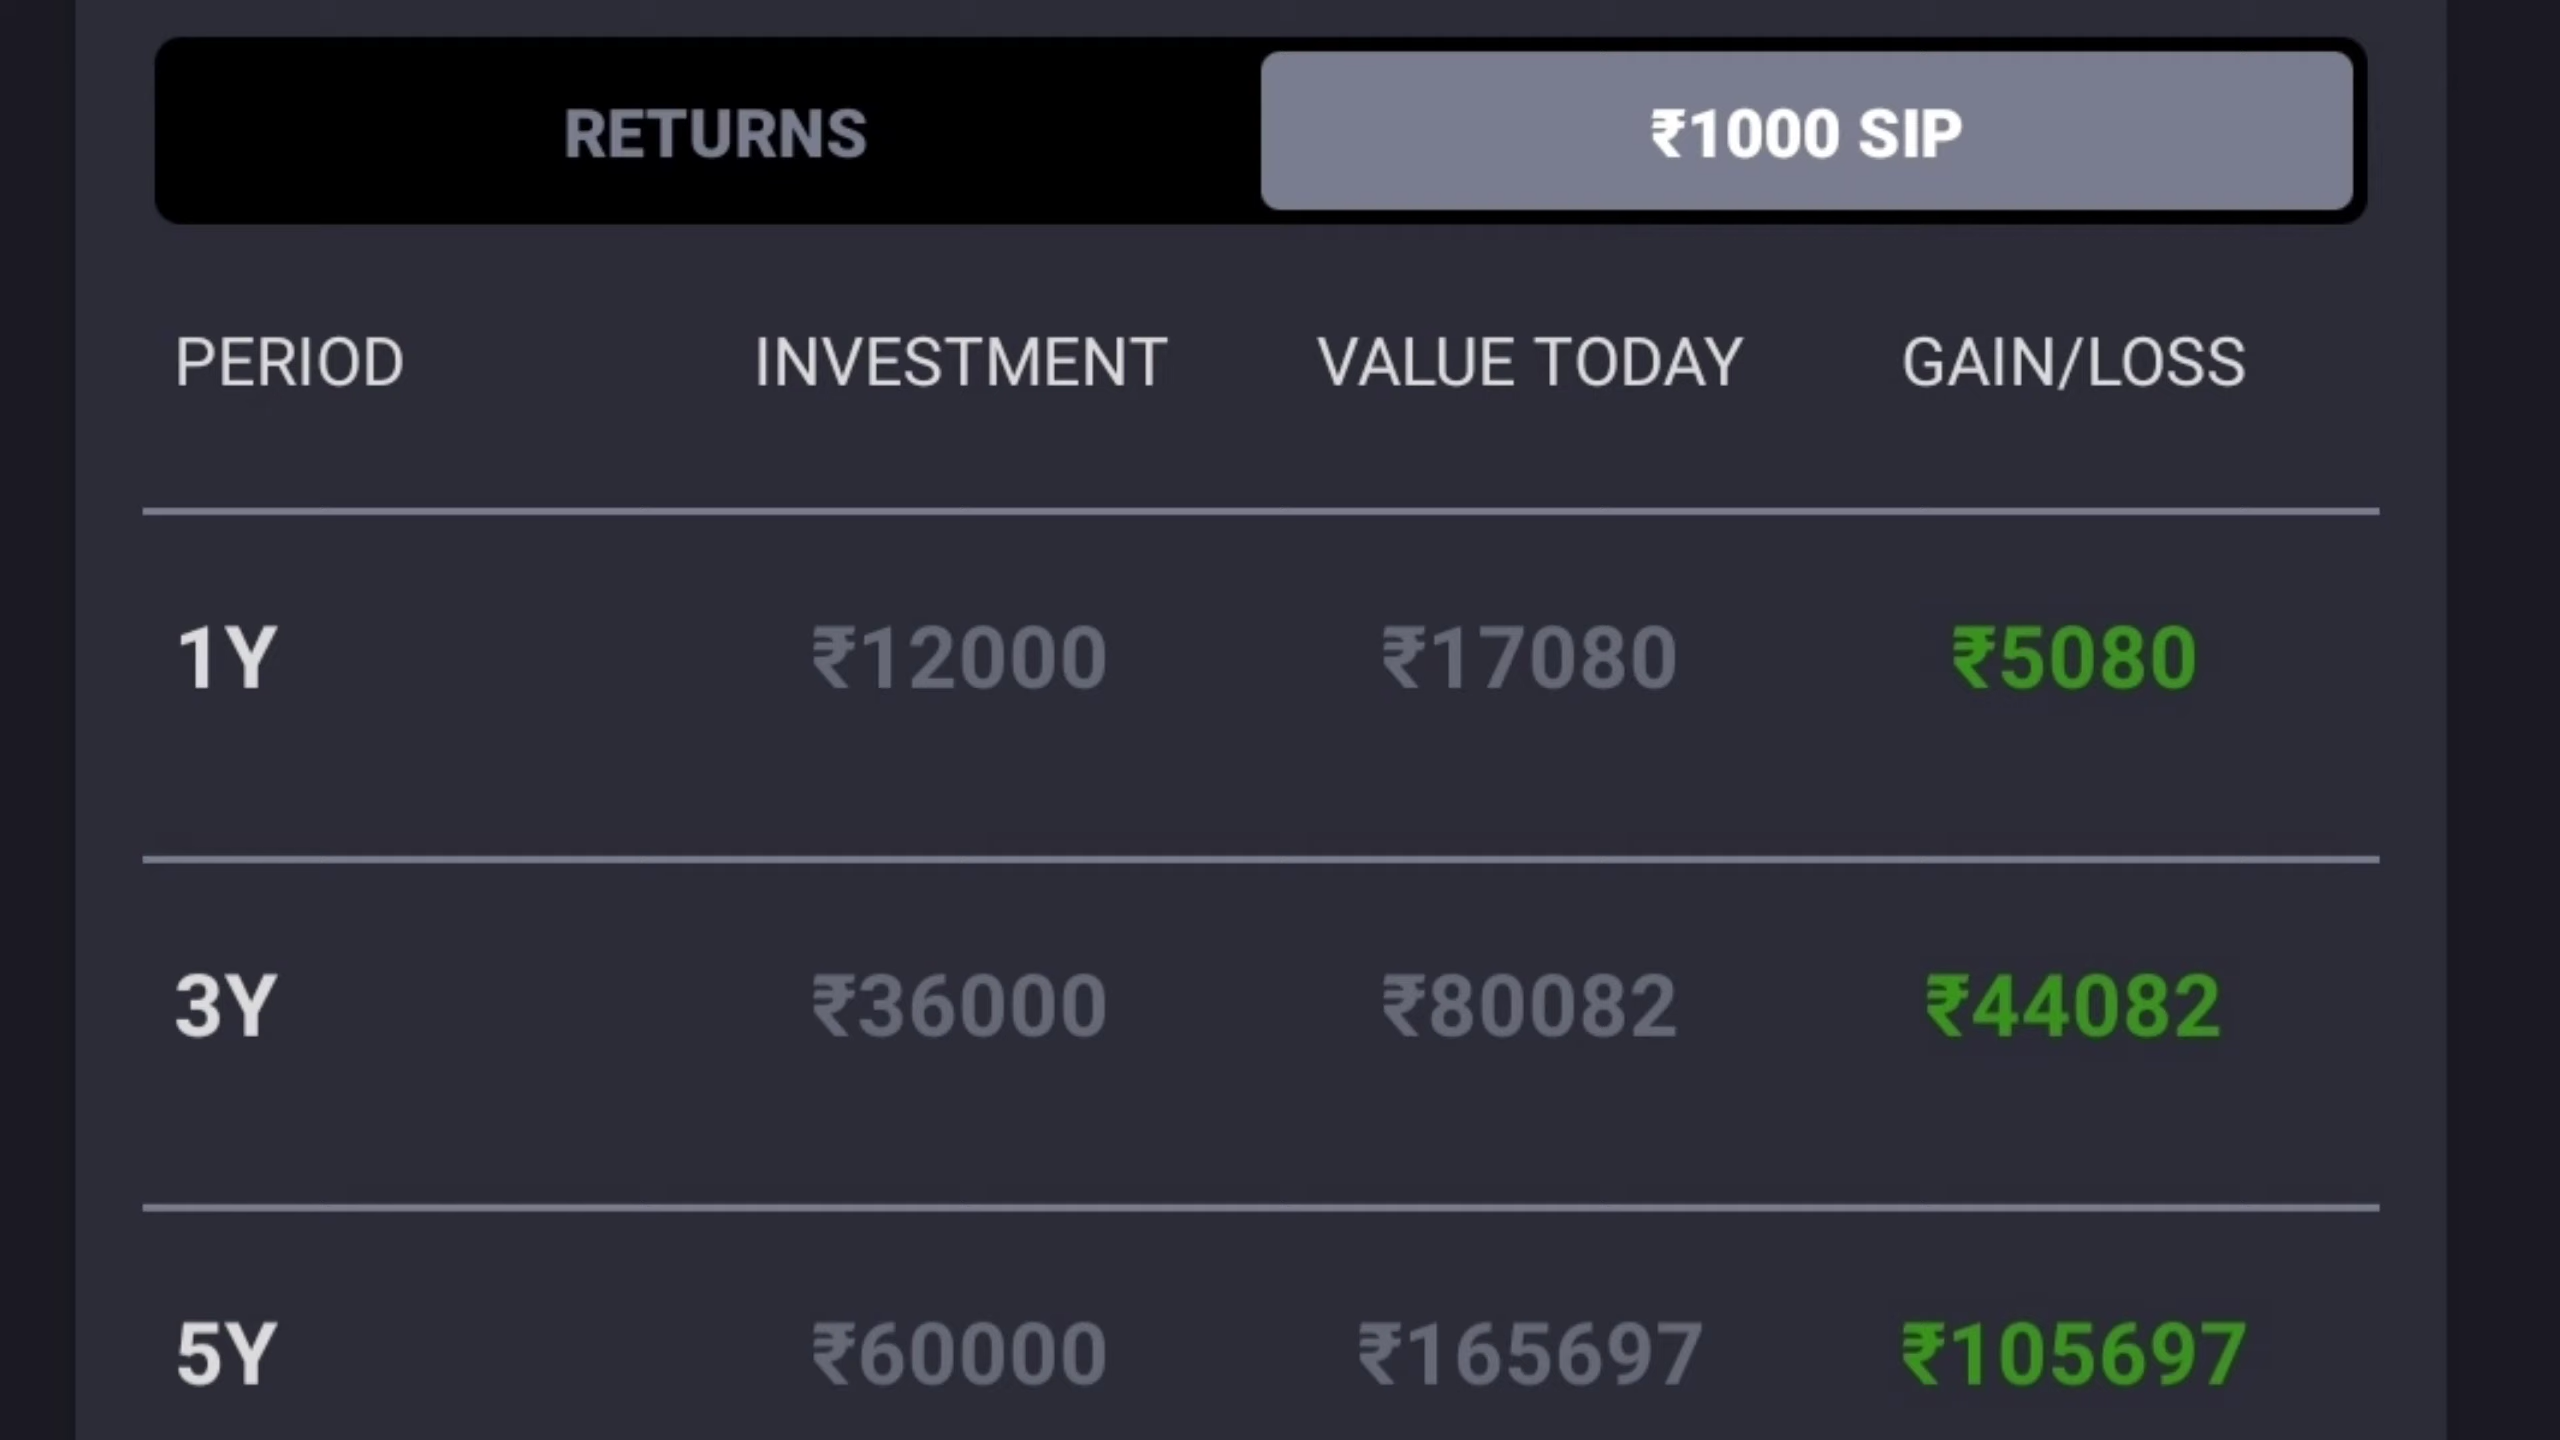 RETURNS ₹1000 SIP
PERIOD INVESTMENT VALUE TODAY GAIN/LOSS
1Y ₹12000 ₹17080 ₹5080
3Y ₹36000 ₹80082 ₹44082
5Y ₹60000 ₹165697 ₹105697